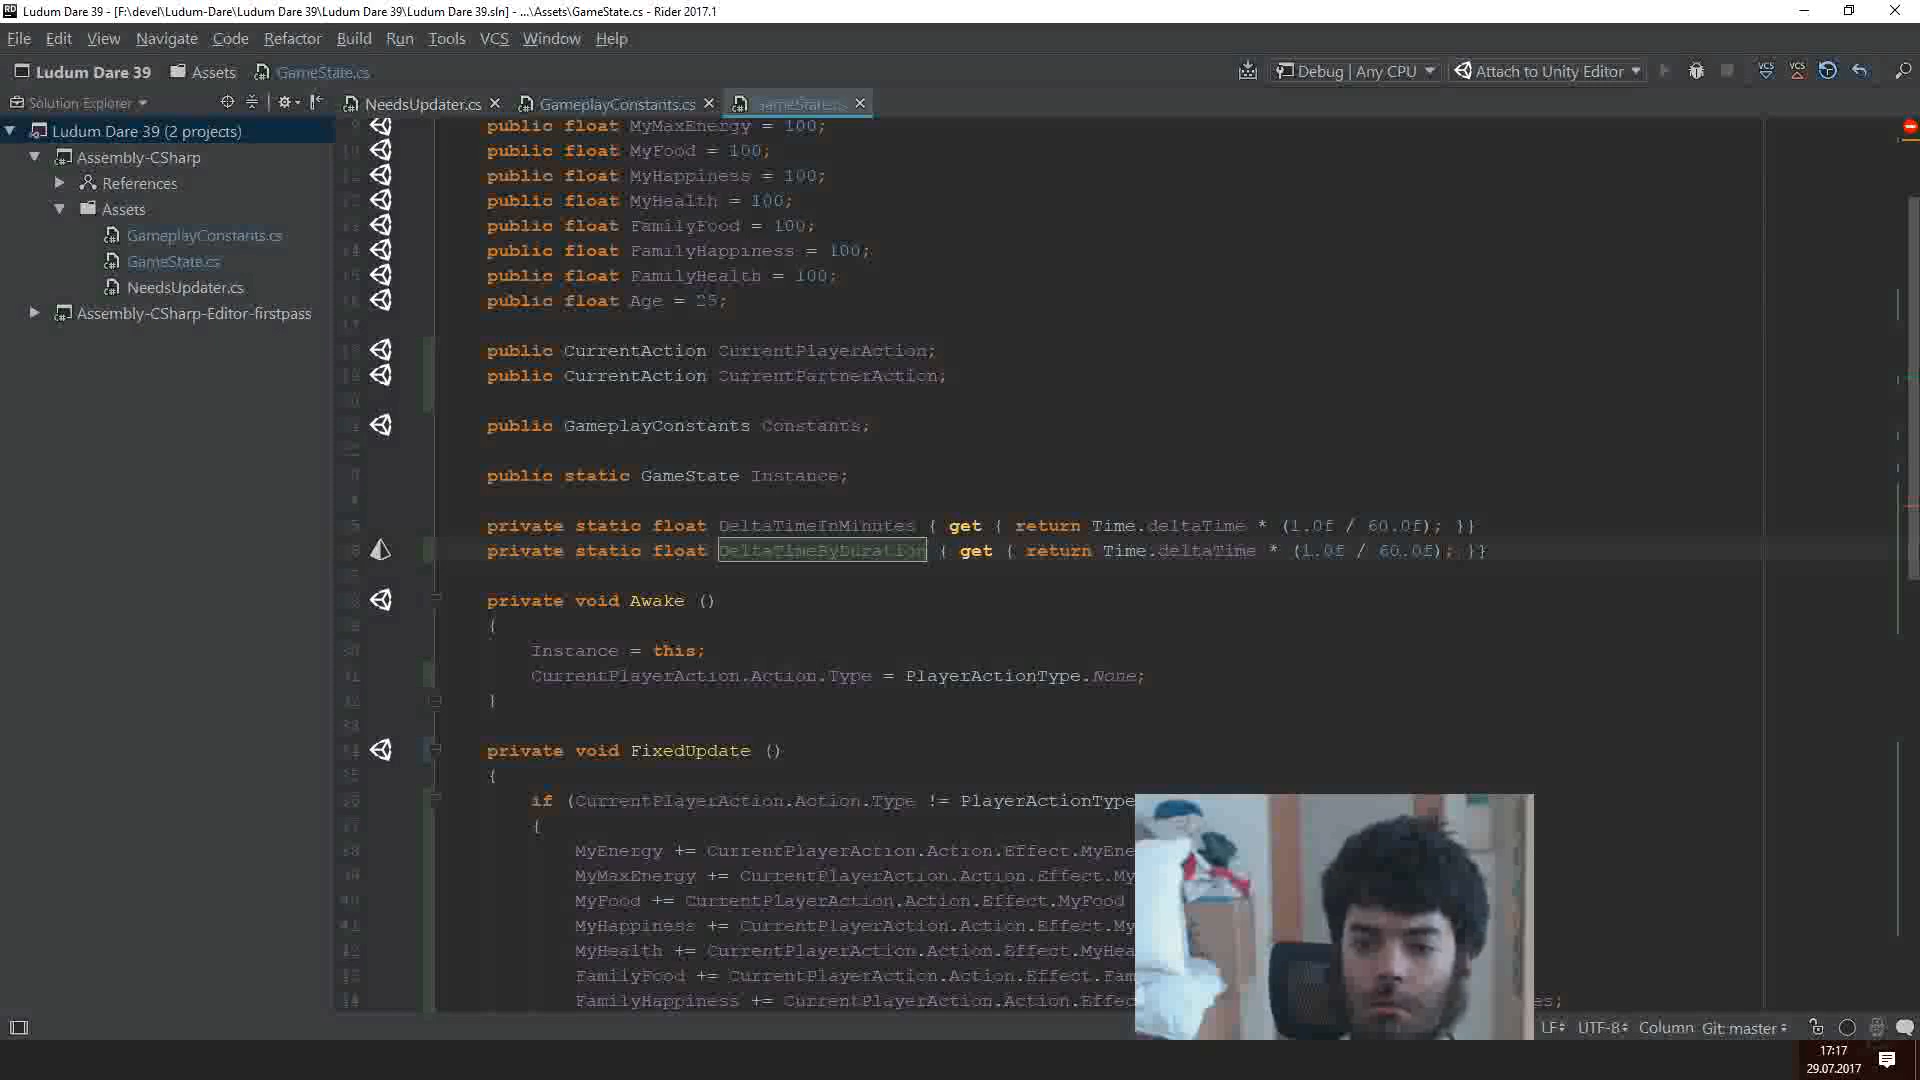 Ludum Dare 39 - [F:\devel\Ludum-Dare\Ludum Dare 39\Ludum Dare 39\Ludum Dare 39.sln] - ...\Assets\GameState.cs - Rider 2017.1
File Edit View Navigate Code Refactor Build Run Tools VCS Window Help
Ludum Dare 39 Assets GameState.cs Debug | Any CPU Attach to Unity Editor VCS VCS
Solution Explorer NeedsUpdater.cs GameplayConstants.cs GameState.cs
Ludum Dare 39 (2 projects)
Assembly-CSharp
References
Assets
GameplayConstants.cs
GameState.cs
NeedsUpdater.cs
Assembly-CSharp-Editor-firstpass
public float MyMaxEnergy = 100;
public float MyFood = 100;
public float MyHappiness = 100;
public float MyHealth = 100;
public float FamilyFood = 100;
public float FamilyHappiness = 100;
public float FamilyHealth = 100;
public float Age = 25;
public CurrentAction CurrentPlayerAction;
public CurrentAction CurrentPartnerAction;
public GameplayConstants Constants;
public static GameState Instance;
private static float DeltaTimeInMinutes { get { return Time.deltaTime * (1.0f / 60.0f); }}
private static float DeltaTimeByDuration { get { return Time.deltaTime * (1.0f / 60.0f); }}
private void Awake ()
{
Instance = this;
CurrentPlayerAction.Action.Type = PlayerActionType.None;
}
private void FixedUpdate ()
{
if (CurrentPlayerAction.Action.Type != PlayerActionType
{
MyEnergy += CurrentPlayerAction.Action.Effect.MyEne
MyMaxEnergy += CurrentPlayerAction.Action.Effect.My
MyFood += CurrentPlayerAction.Action.Effect.MyFood
MyHappiness += CurrentPlayerAction.Action.Effect.My
MyHealth += CurrentPlayerAction.Action.Effect.MyHea
FamilyFood += CurrentPlayerAction.Action.Effect.Fam
FamilyHappiness += CurrentPlayerAction.Action.Effec es;
LF UTF-8 Column Git: master
17:17
29.07.2017